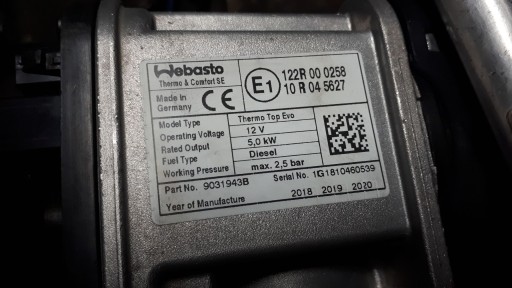 Webasto
Thermo & Comfort SE
Made in
Germany
CE
E1
122R 00 0258
10 R 04 5627
Model Type Thermo Top Evo
Operating Voltage 12 V
Rated Output 5,0 kW
Fuel Type Diesel
Working Pressure max. 2,5 bar
Part No. 9031943B Serial No. 1G1810460539
Year of Manufacture 2018 2019 2020